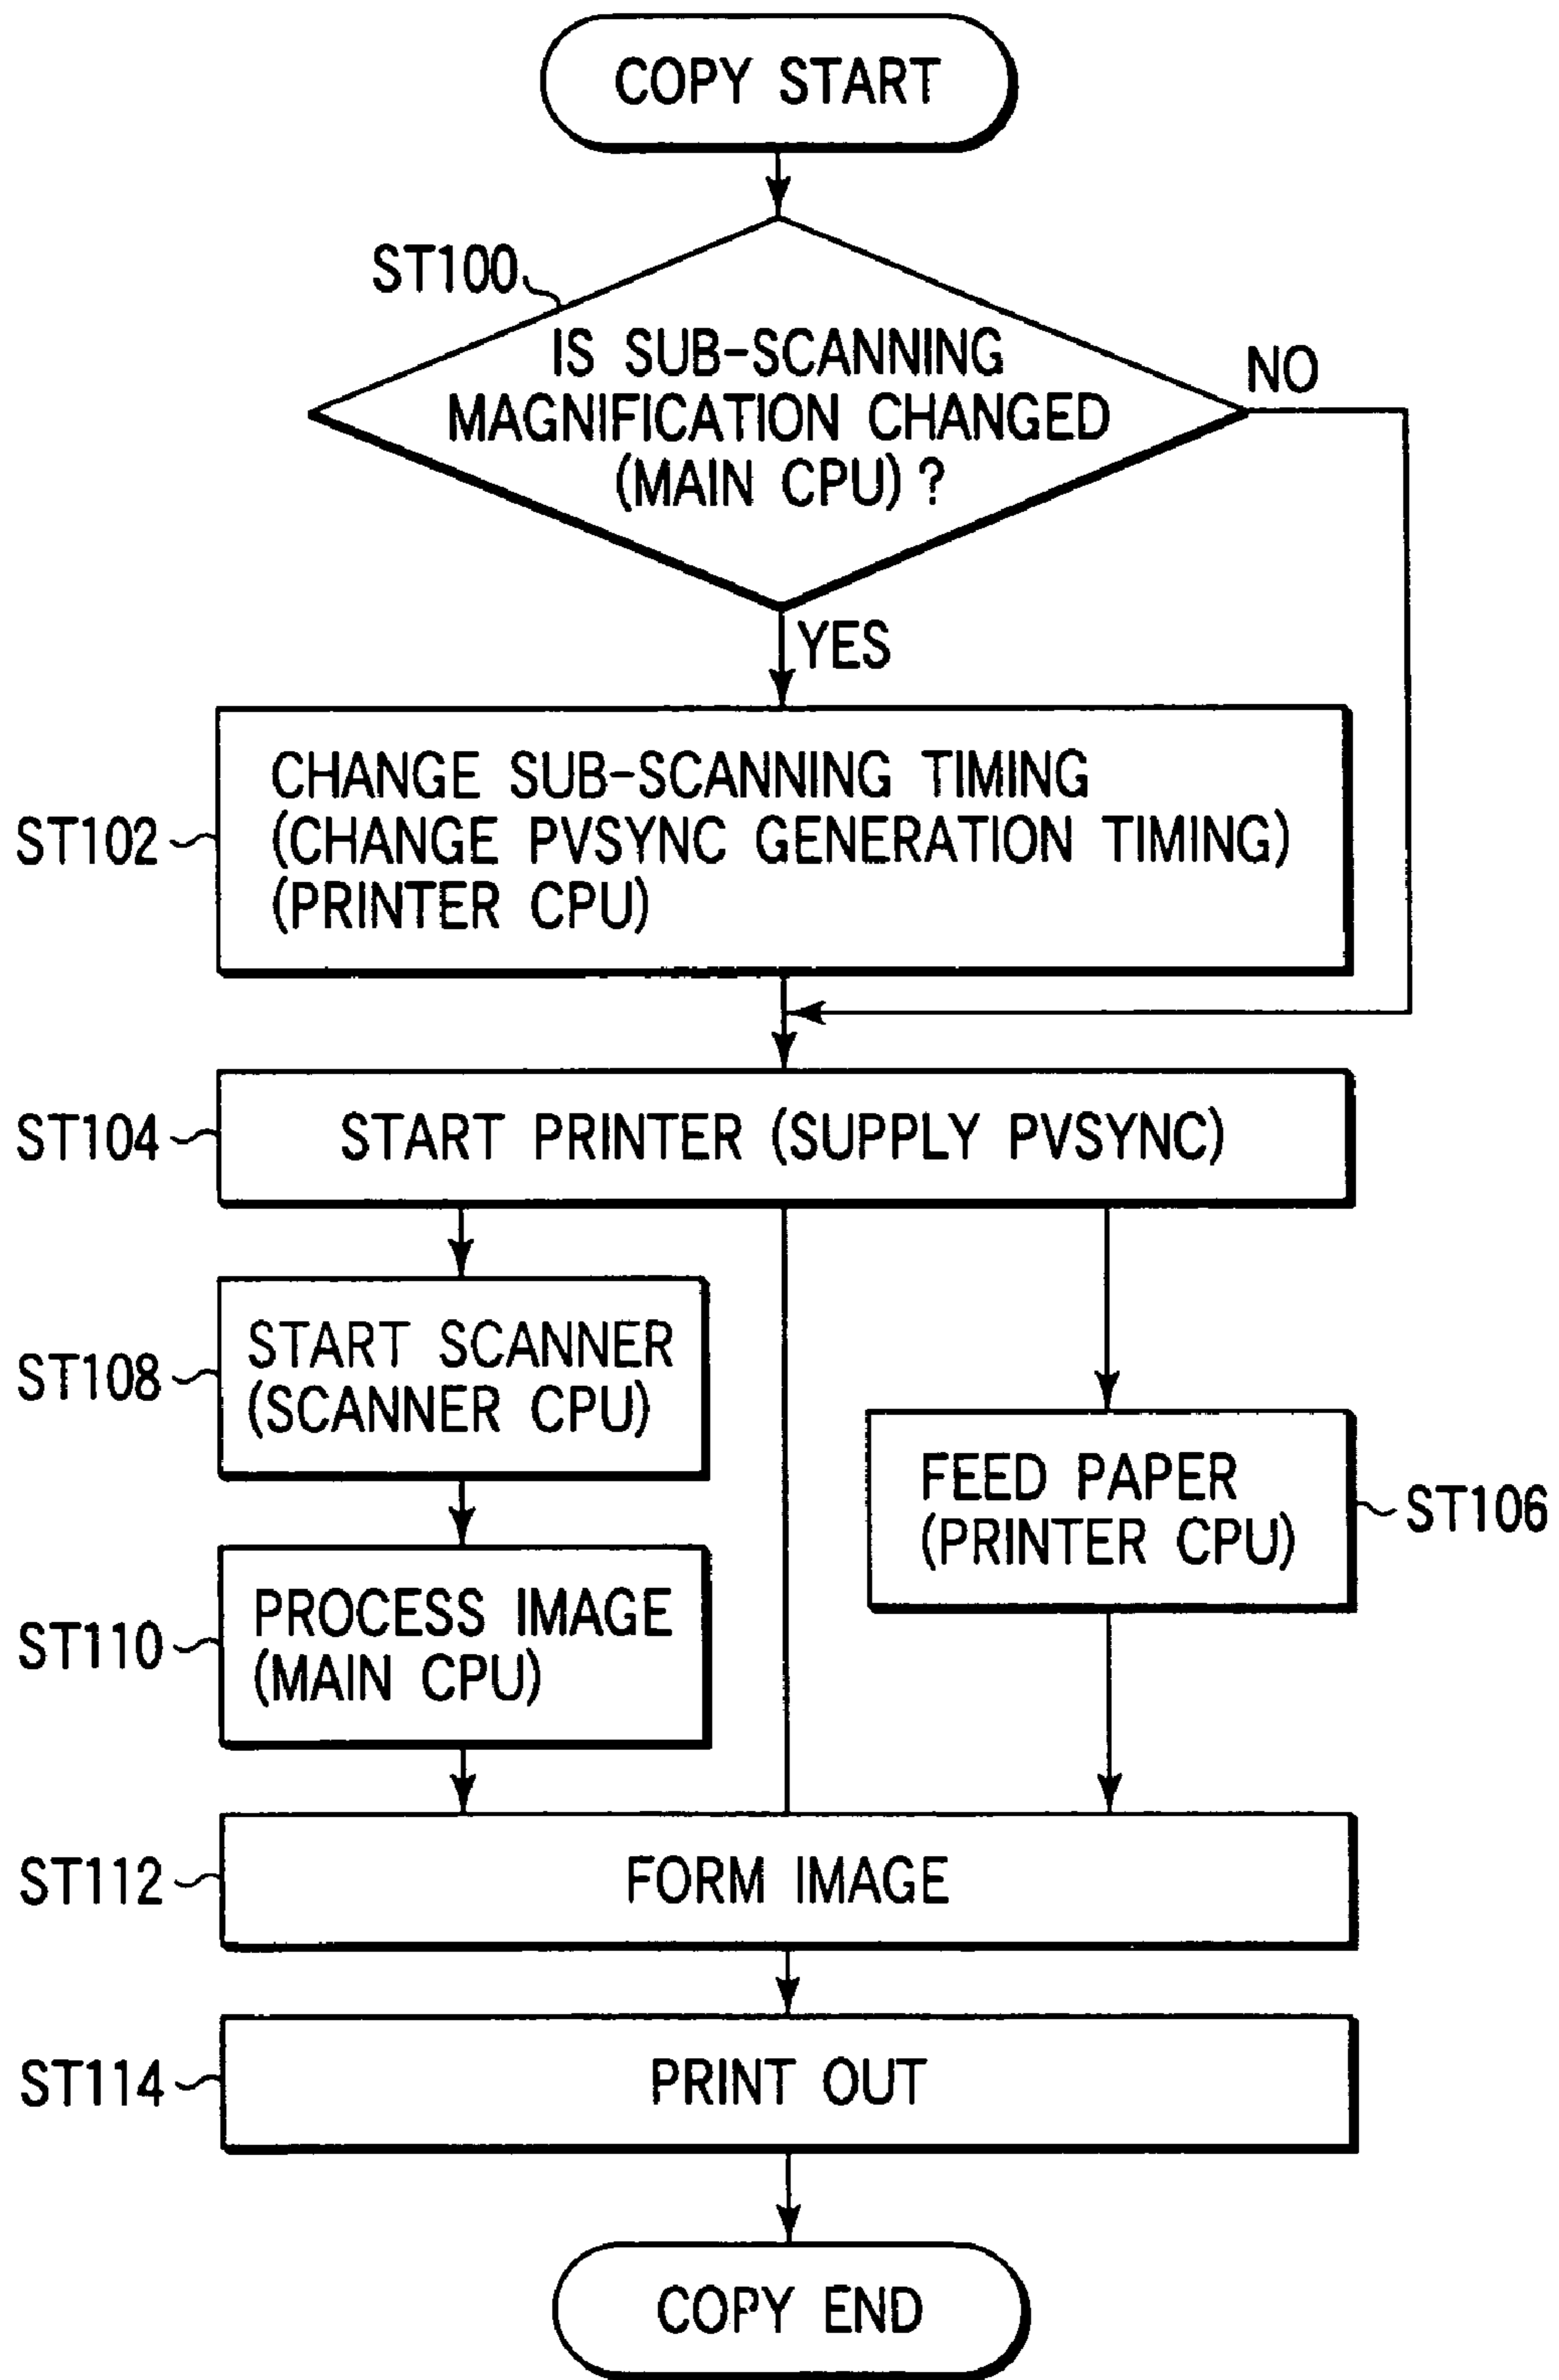 COPY START
ST100
IS SUB-SCANNING
MAGNIFICATION CHANGED
(MAIN CPU)?
NO
YES
ST102
CHANGE SUB-SCANNING TIMING
(CHANGE PVSYNC GENERATION TIMING)
(PRINTER CPU)
ST104
START PRINTER (SUPPLY PVSYNC)
ST108
START SCANNER
(SCANNER CPU)
FEED PAPER
(PRINTER CPU)
ST106
ST110
PROCESS IMAGE
(MAIN CPU)
ST112
FORM IMAGE
ST114
PRINT OUT
COPY END